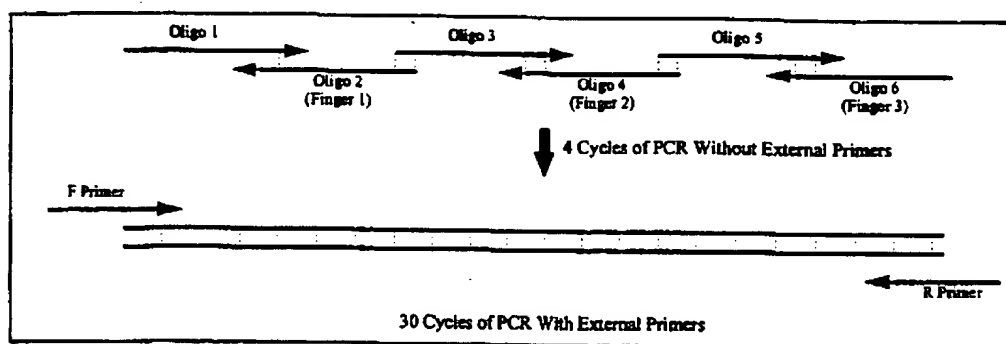 Oligo 1
Oligo 3
Oligo 5
Oligo 2
(Finger 1)
Oligo 4
(Finger 2)
Oligo 6
(Finger 3)
4 Cycles of PCR Without External Primers
F Primer
R Primer
30 Cycles of PCR With External Primers